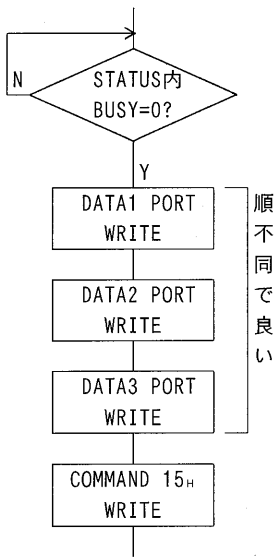 STATUS内
BUSY=0?
N
Y
DATA1 PORT
WRITE
DATA2 PORT
WRITE
DATA3 PORT
WRITE
順不同で良い
COMMAND 15H
WRITE